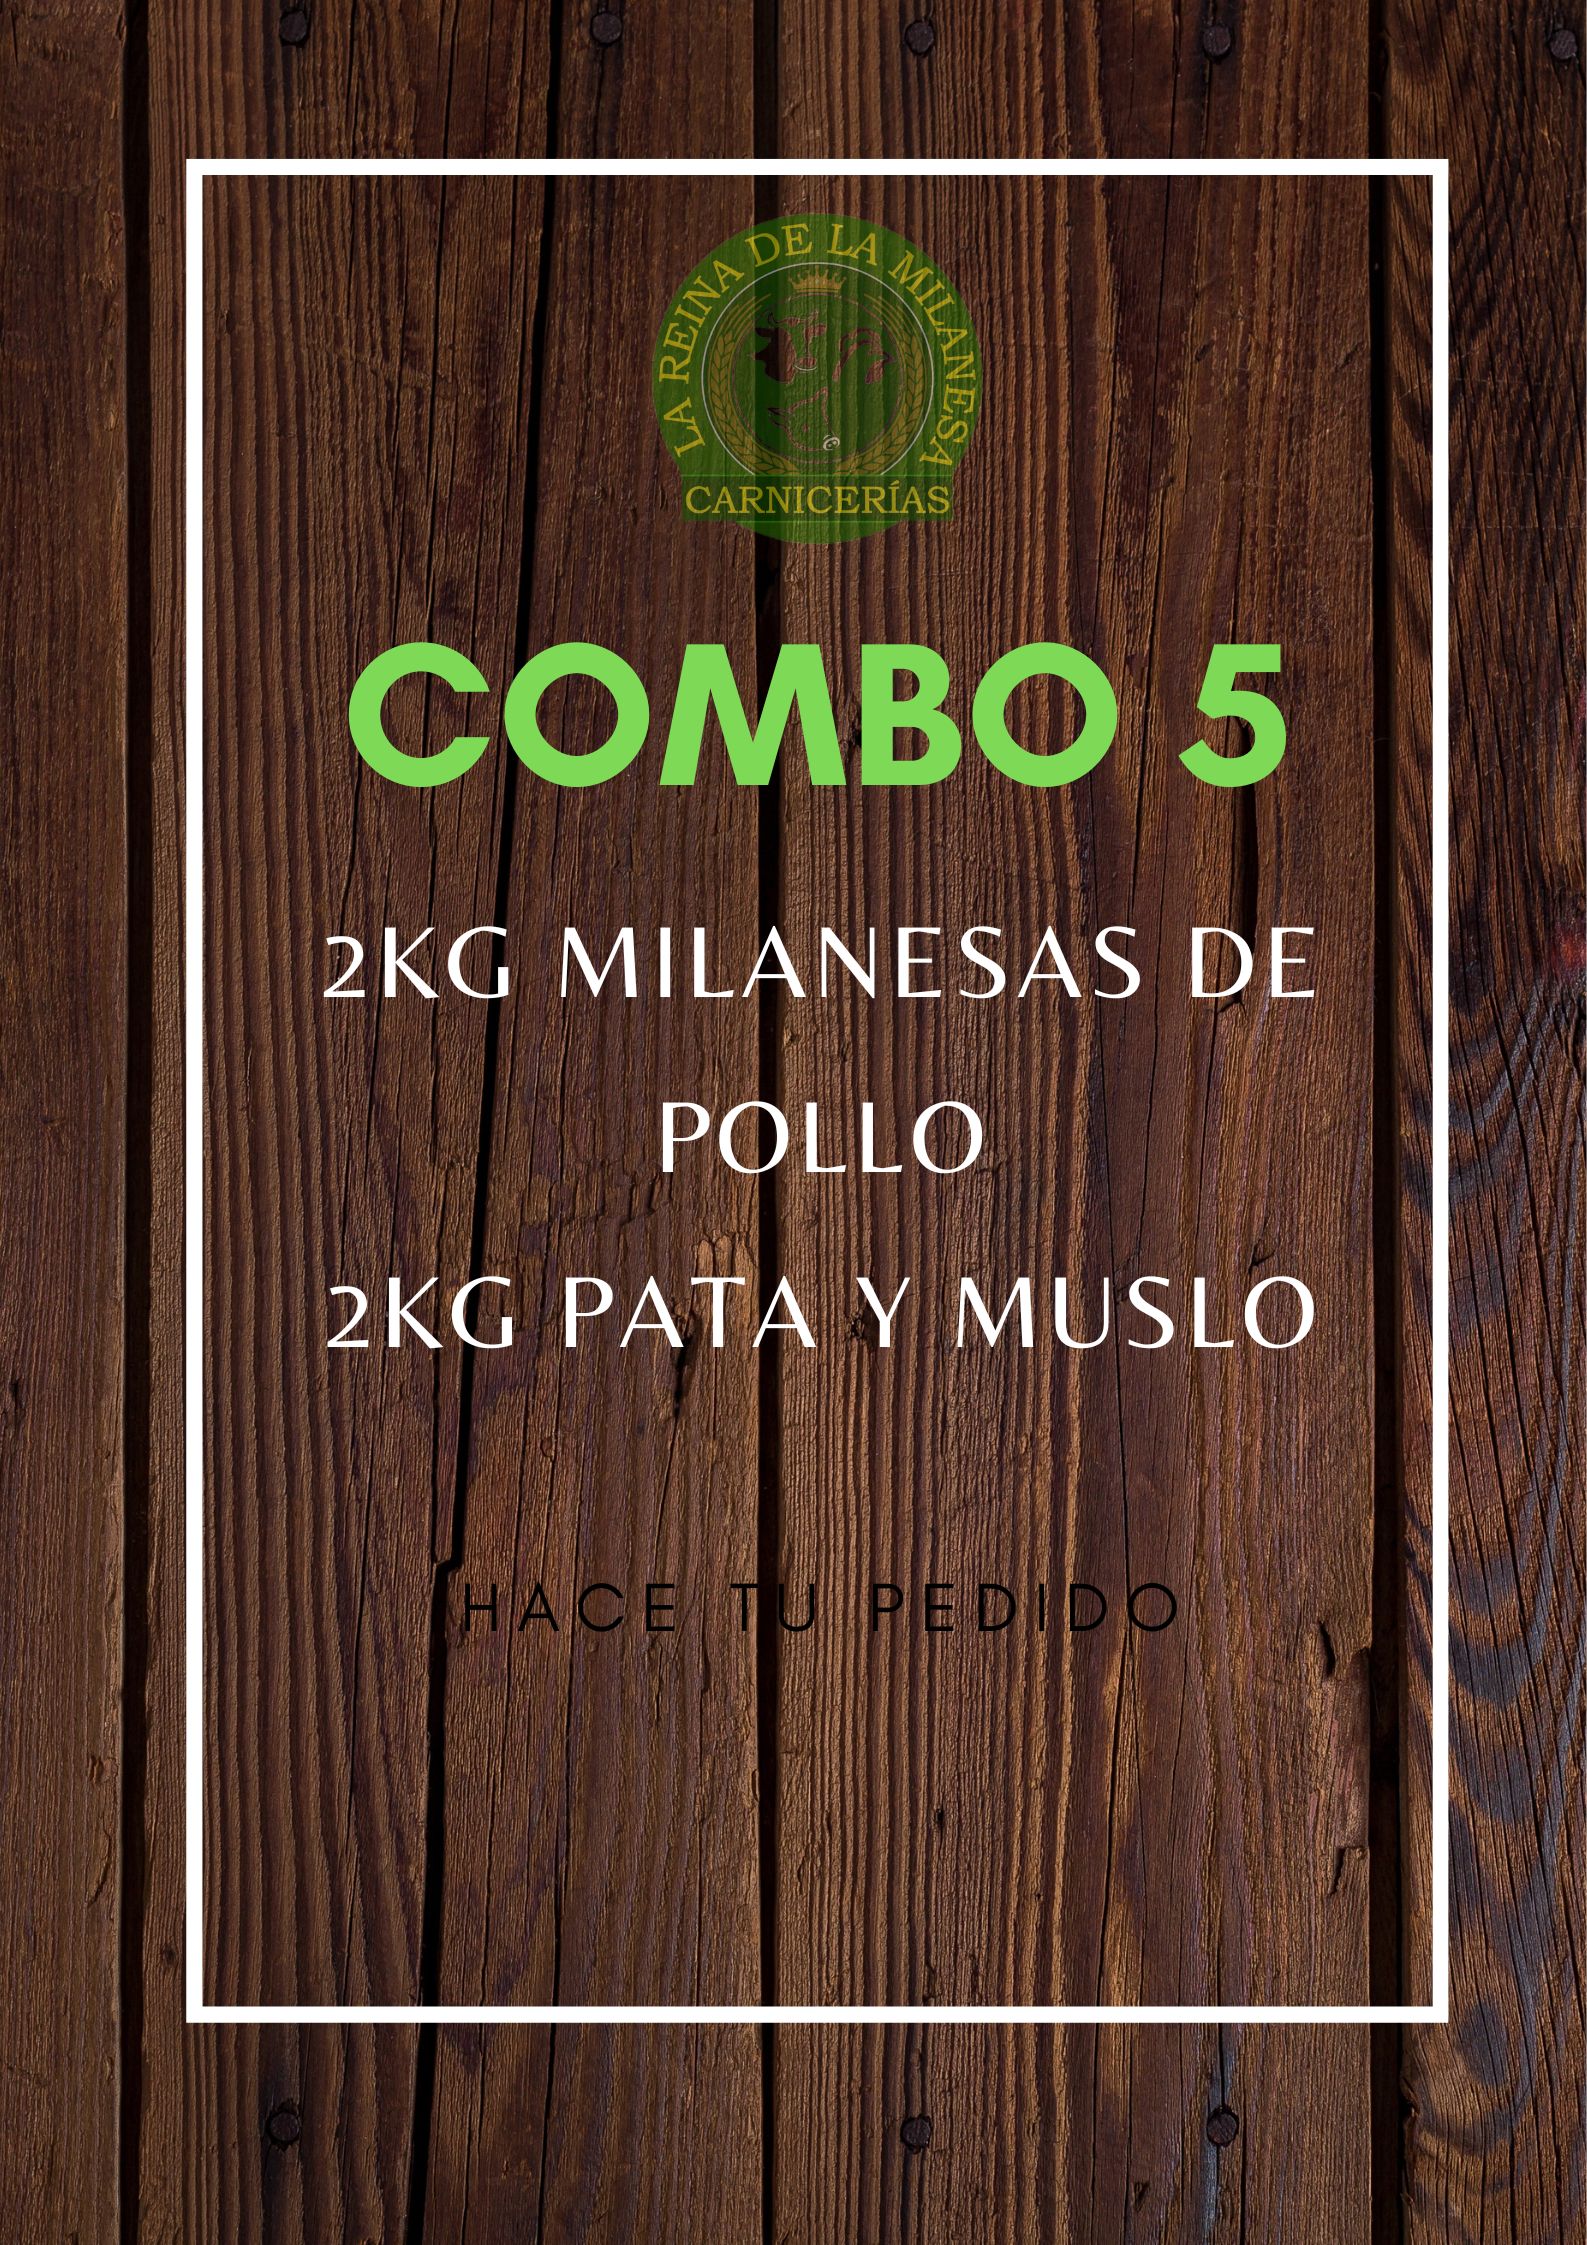 LA REINA DE LA MILANESA
CARNICERÍAS
COMBO 5
2KG MILANESAS DE
POLLO
2KG PATA Y MUSLO
HACE TU PEDIDO